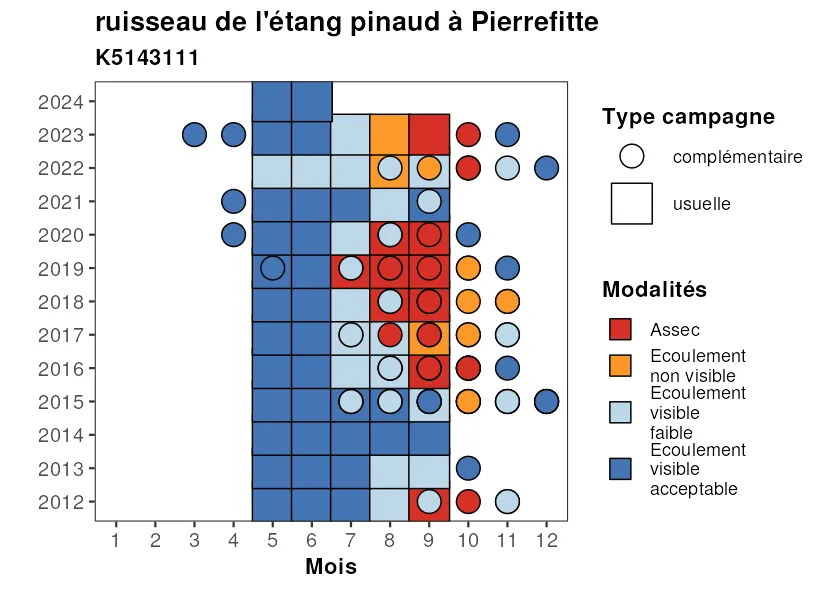 ruisseau de l'étang pinaud à Pierrefitte
K5143111
2024
2023
2022
2021
2020
2019
2018
2017
2016
2015
2014
2013
2012
1 2 3 4 5 6 7 8 9 10 11 12
Mois
Type campagne
complémentaire
usuelle
Modalités
Assec
Ecoulement
non visible
Ecoulement
visible
faible
Ecoulement
visible
acceptable